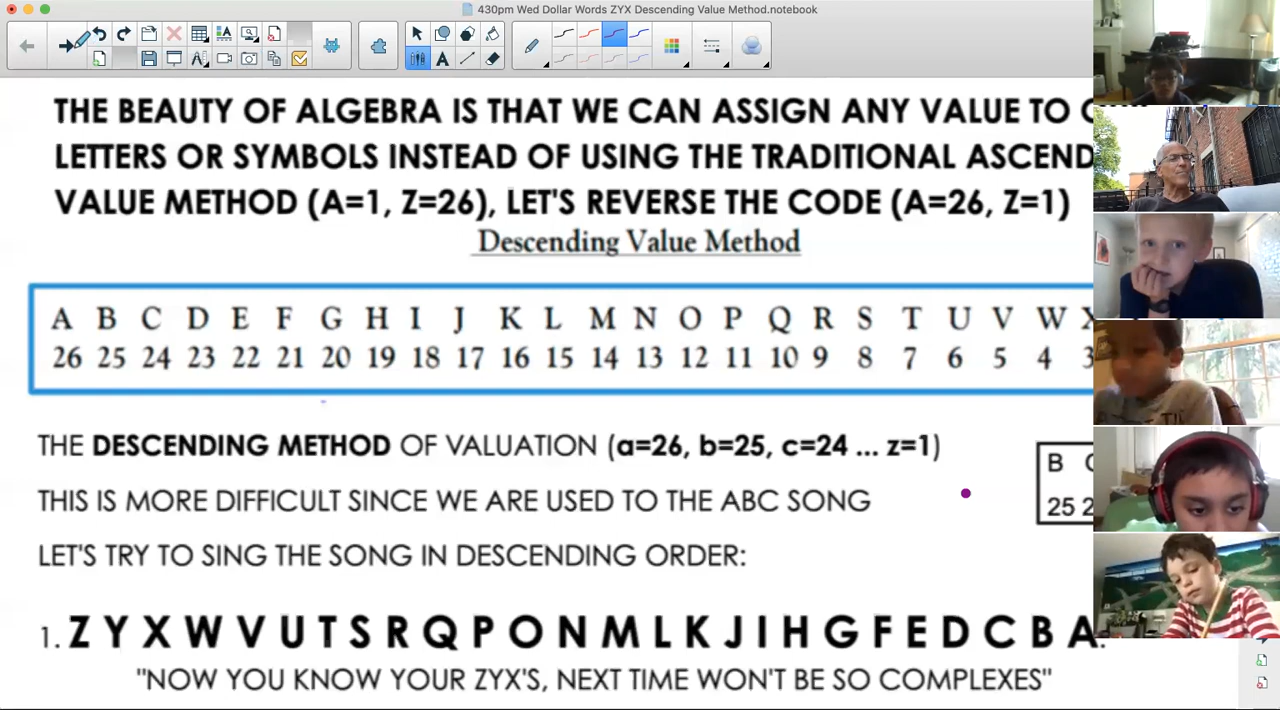 430pm Wed Dollar Words ZYX Descending Value Method.notebook
THE BEAUTY OF ALGEBRA IS THAT WE CAN ASSIGN ANY VALUE TO
LETTERS OR SYMBOLS INSTEAD OF USING THE TRADITIONAL ASCEND
VALUE METHOD (A=1, Z=26), LET'S REVERSE THE CODE (A=26, Z=1)
Descending Value Method
A B C D E F G H I J K L M N O P Q R S T U V W X
26 25 24 23 22 21 20 19 18 17 16 15 14 13 12 11 10 9 8 7 6 5 4 3
THE DESCENDING METHOD OF VALUATION (a=26, b=25, c=24 ... z=1)
B C
25 2
THIS IS MORE DIFFICULT SINCE WE ARE USED TO THE ABC SONG
LET'S TRY TO SING THE SONG IN DESCENDING ORDER:
1. Z Y X W V U T S R Q P O N M L K J I H G F E D C B A.
"NOW YOU KNOW YOUR ZYX'S, NEXT TIME WON'T BE SO COMPLEXES"